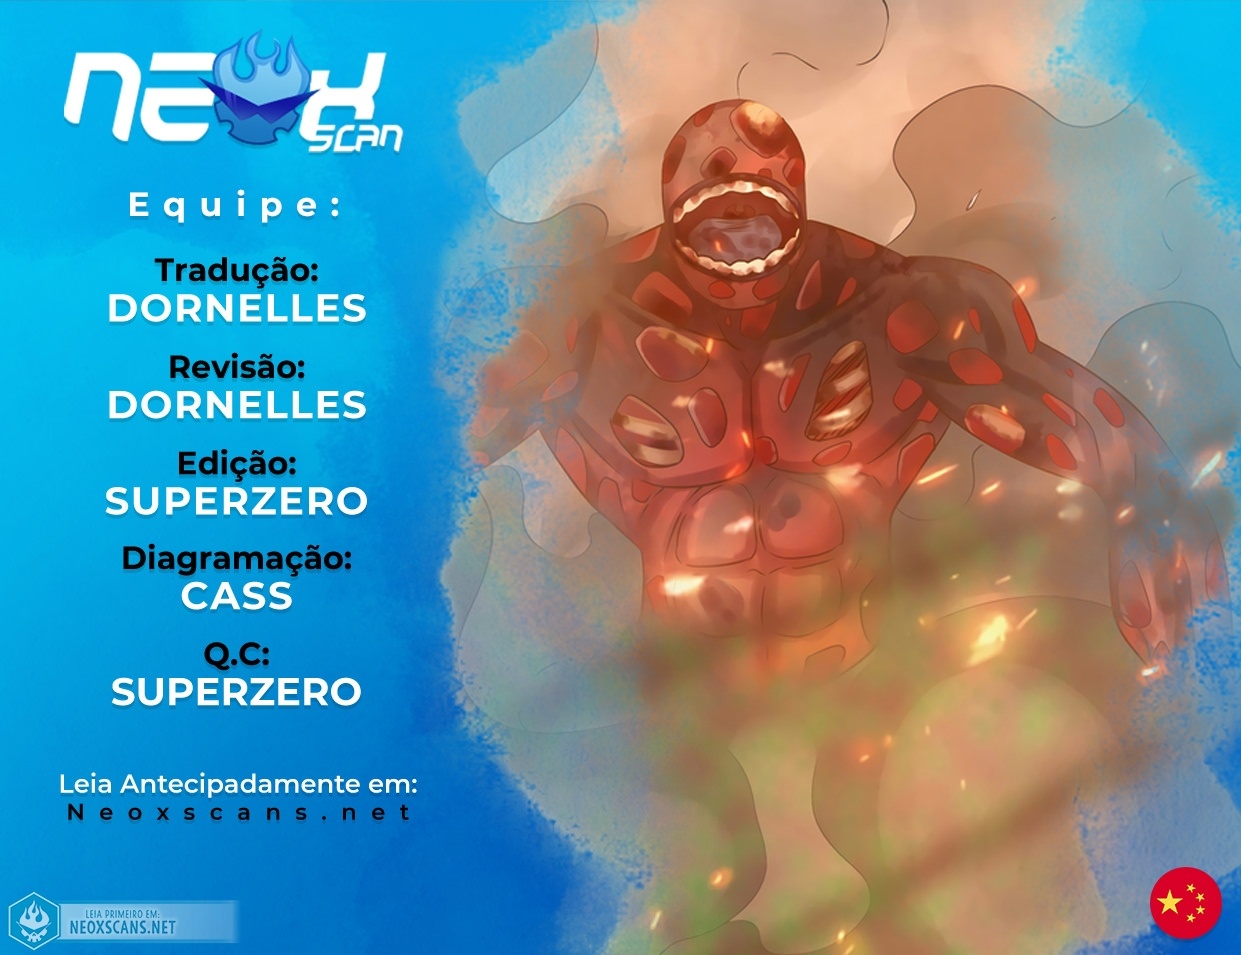 NEOX
SCAN
Equipe:
Tradução:
DORNELLES
Revisão:
DORNELLES
Edição:
SUPERZERO
Diagramação:
CASS
Q.C:
SUPERZERO
Leia Antecipadamente em:
Neoxscans.net
LEIA PRIMEIRO EM:
NEOXSCANS.NET